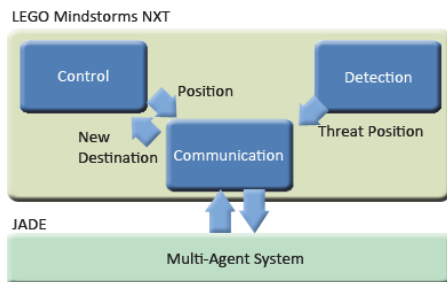 LEGO Mindstorms NXT
Control
Detection
Position
New
Destination
Threat Position
Communication
JADE
Multi-Agent System